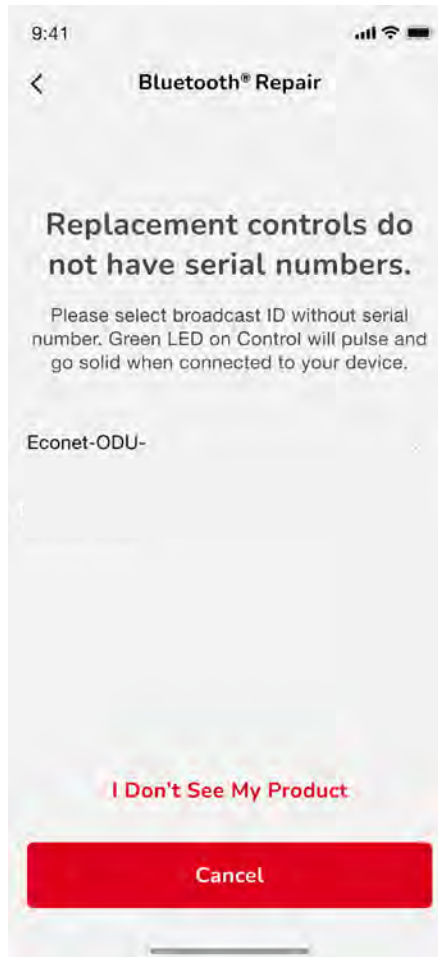 9:41
Bluetooth® Repair
Replacement controls do
not have serial numbers.
Please select broadcast ID without serial
number. Green LED on Control will pulse and
go solid when connected to your device.
Econet-ODU-
I Don't See My Product
Cancel